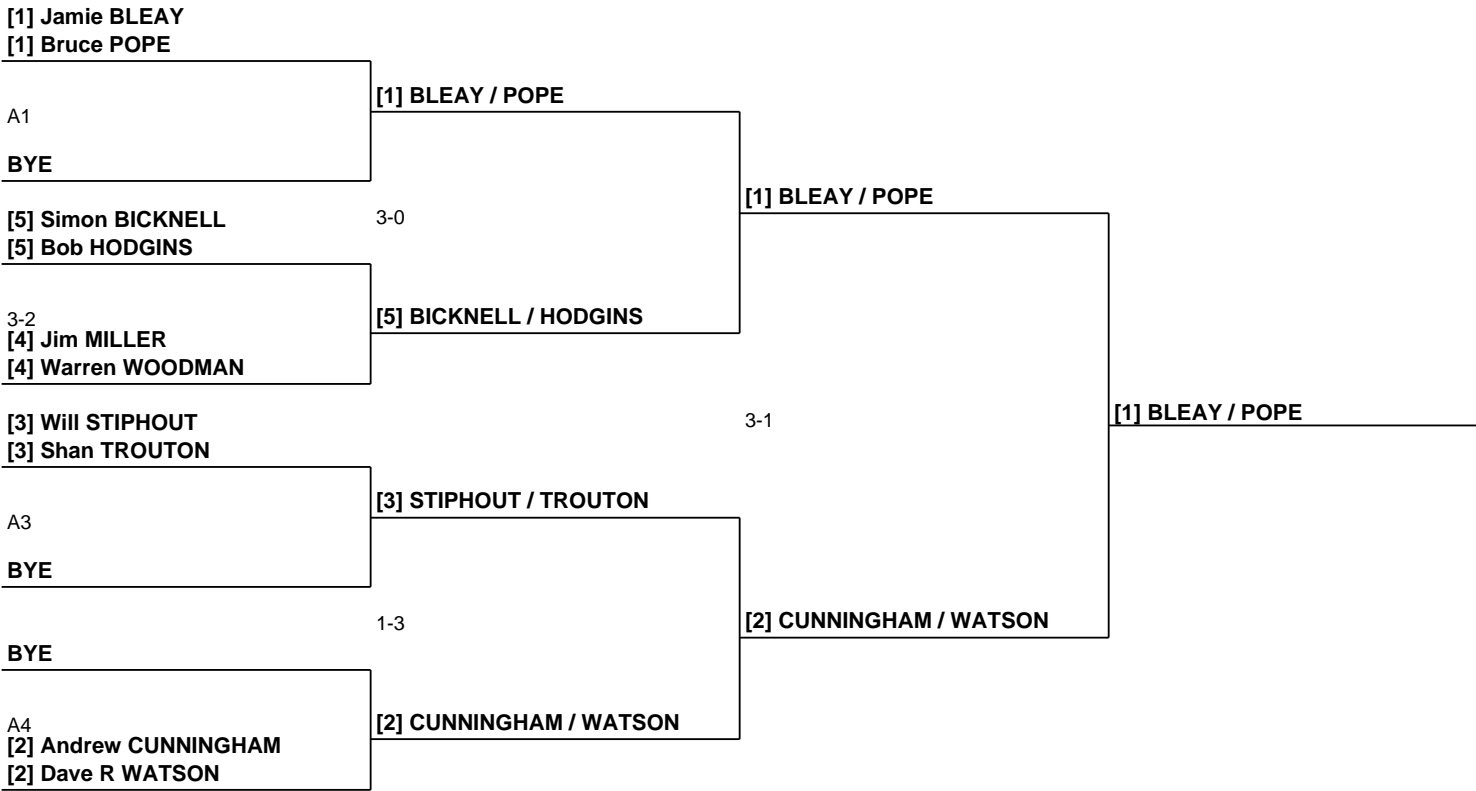 [1] Jamie BLEAY
[1] Bruce POPE
[1] BLEAY / POPE
A1
BYE
[1] BLEAY / POPE
[5] Simon BICKNELL
3-0
[5] Bob HODGINS
3-2
[5] BICKNELL / HODGINS
[4] Jim MILLER
[4] Warren WOODMAN
[3] Will STIPHOUT
3-1
[1] BLEAY / POPE
[3] Shan TROUTON
[3] STIPHOUT / TROUTON
A3
BYE
1-3
[2] CUNNINGHAM / WATSON
BYE
A4
[2] CUNNINGHAM / WATSON
[2] Andrew CUNNINGHAM
[2] Dave R WATSON